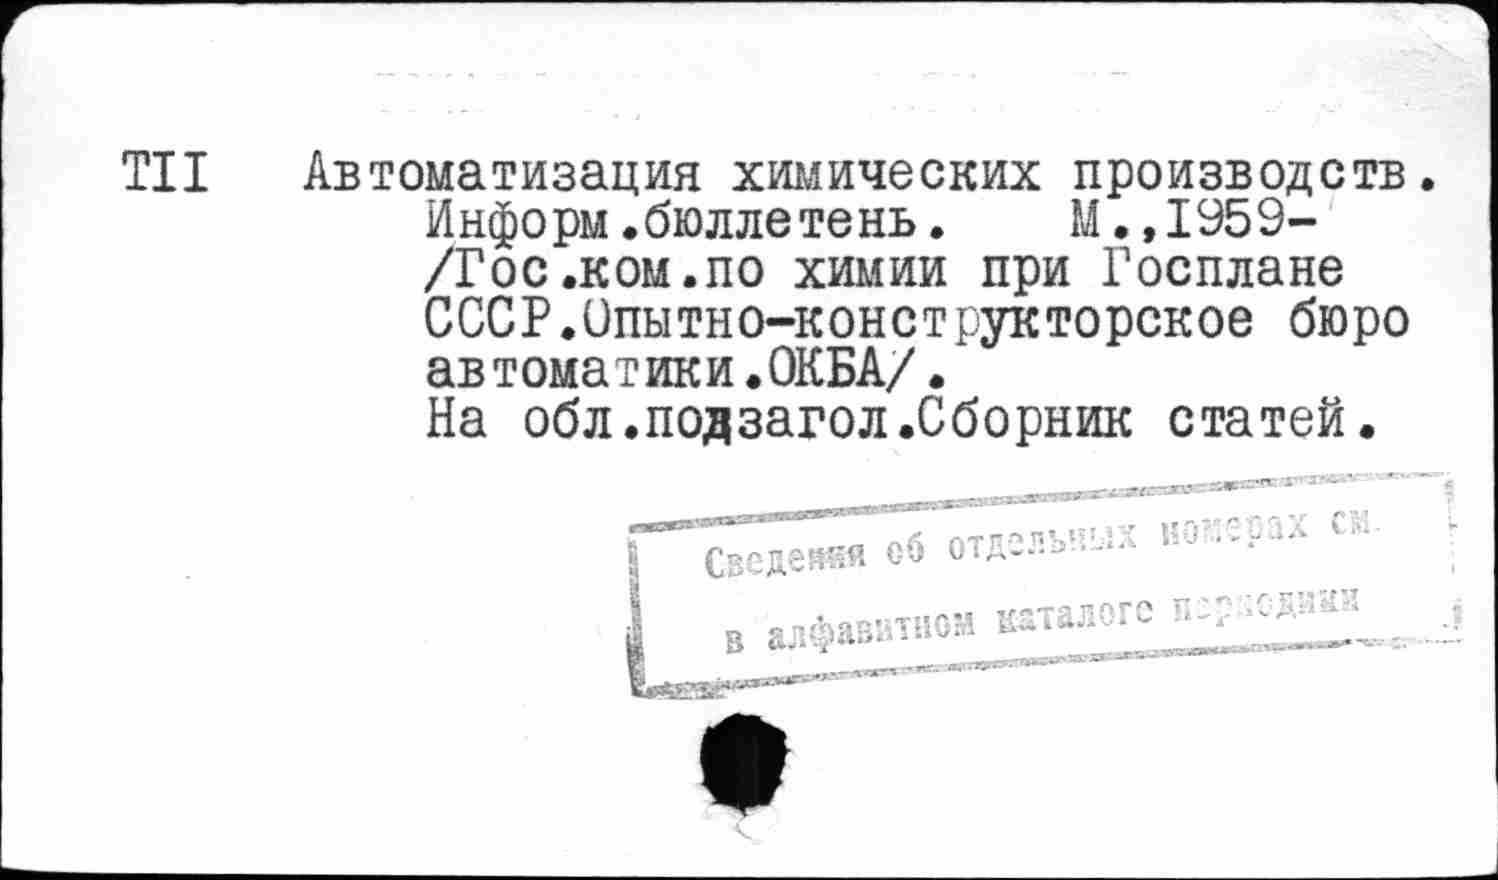 TII Автоматизация химических производств.
Информ.бюллетень. М.,I959-
/Гос.ком.по химии при Госплане
СССР.Опытно-конструкторское бюро
автоматики.ОКБА/.
На обл.подзагол.Сборник статей.
Сведения об отдельных номерах см.
в алфавитном каталоге периодики